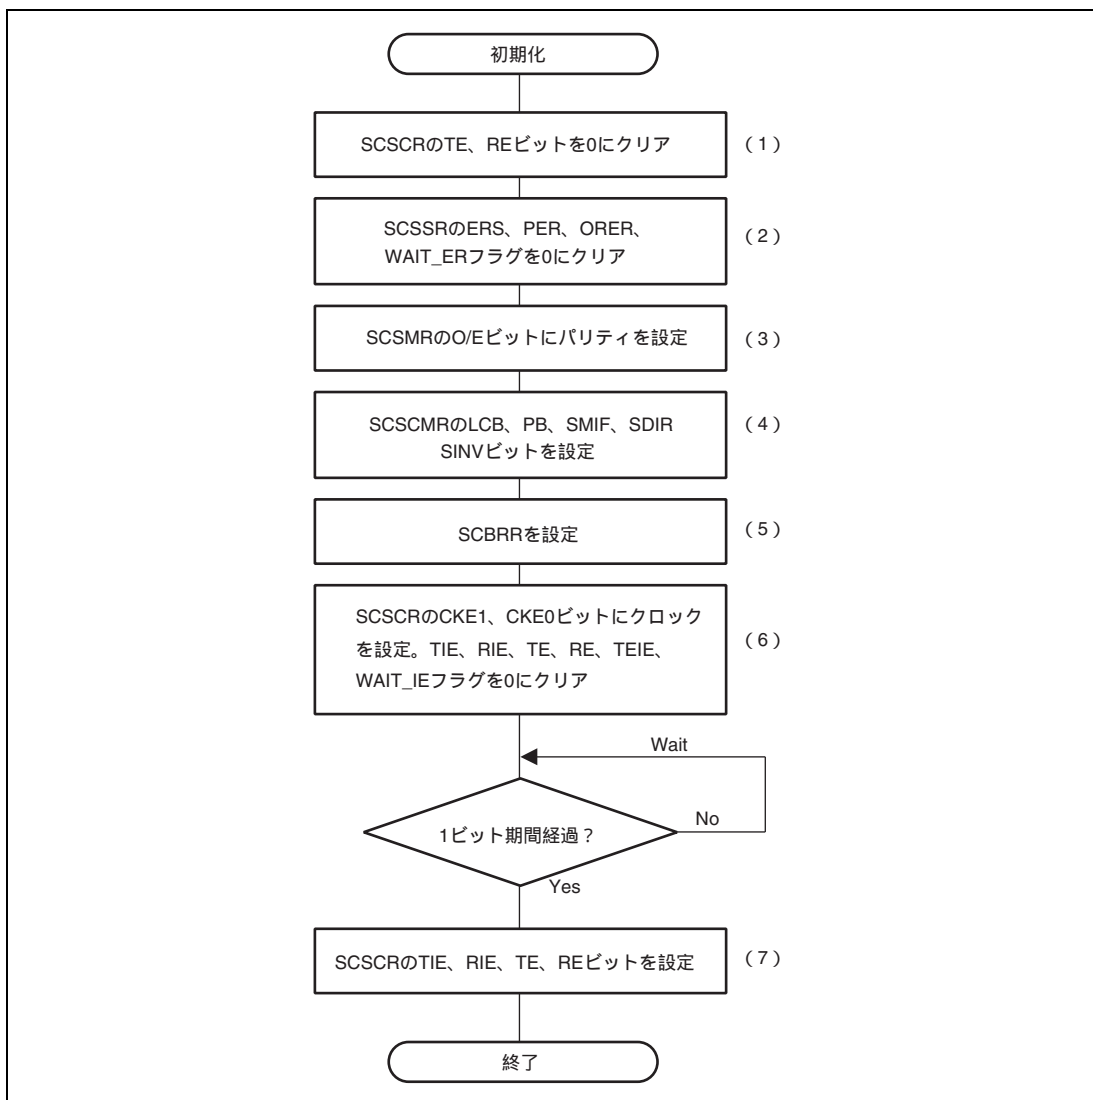 初期化
SCSCRのTE、REビットを0にクリア
（1）
SCSSRのERS、PER、ORER、
WAIT_ERフラグを0にクリア
（2）
SCSMRのO/Eビットにパリティを設定
（3）
SCSCMRのLCB、PB、SMIF、SDIR
SINVビットを設定
（4）
SCBRRを設定
（5）
SCSCRのCKE1、CKE0ビットにクロック
を設定。TIE、RIE、TE、RE、TEIE、
WAIT_IEフラグを0にクリア
（6）
Wait
1ビット期間経過？
No
Yes
SCSCRのTIE、RIE、TE、REビットを設定
（7）
終了